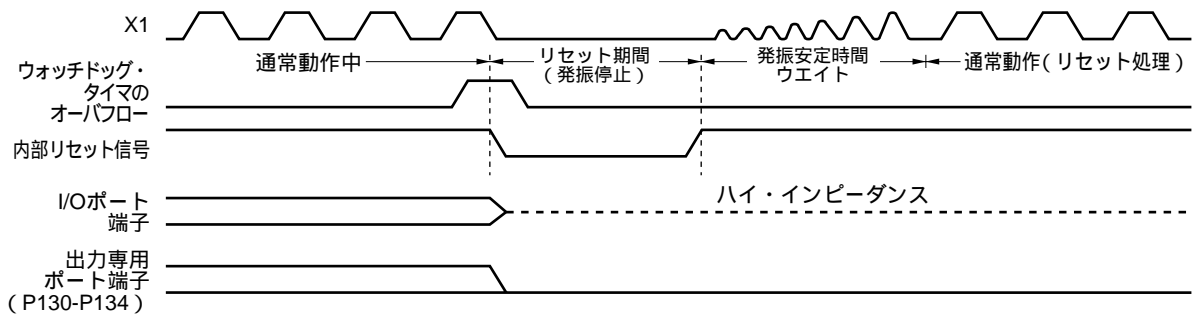 X1
通常動作中
リセット期間
(発振停止)
発振安定時間
ウエイト
通常動作(リセット処理)
ウォッチドッグ・
タイマの
オーバフロー
内部リセット信号
I/Oポート
端子
ハイ・インピーダンス
出力専用
ポート端子
(P130-P134)